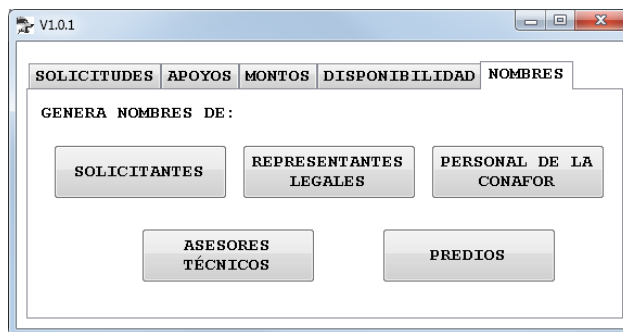 V1.0.1
SOLICITUDES APOYOS MONTOS DISPONIBILIDAD NOMBRES
GENERA NOMBRES DE:
SOLICITANTES
REPRESENTANTES
LEGALES
PERSONAL DE LA
CONAFOR
ASESORES
TÉCNICOS
PREDIOS